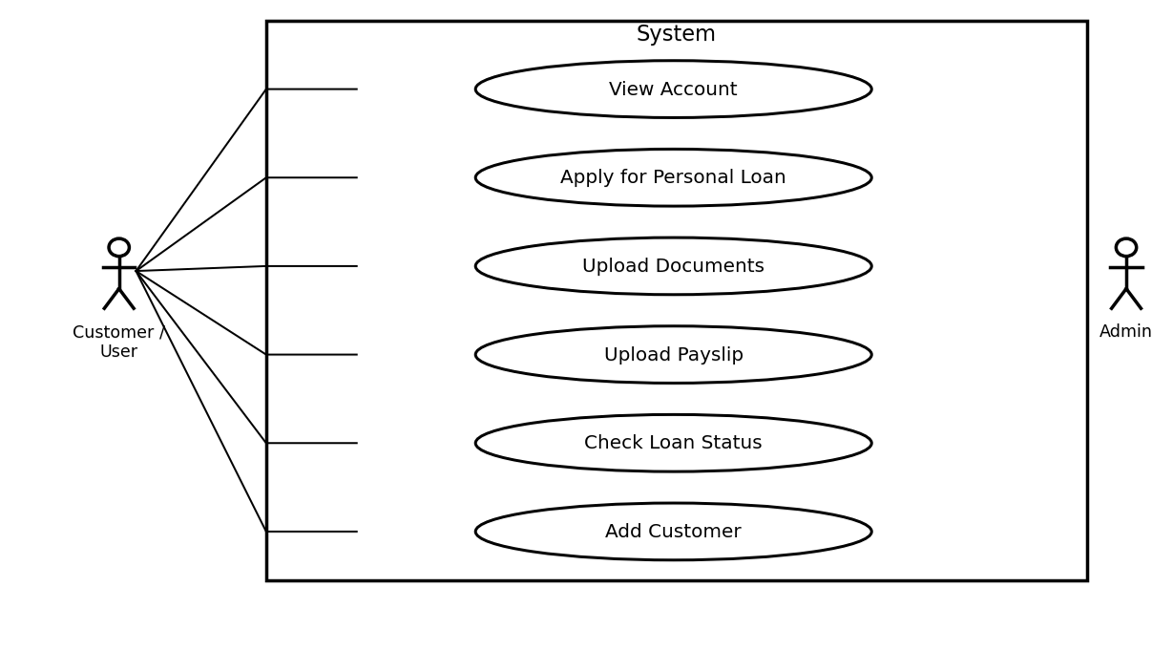 System
View Account
Apply for Personal Loan
Upload Documents
Upload Payslip
Check Loan Status
Add Customer
Customer /
User
Admin